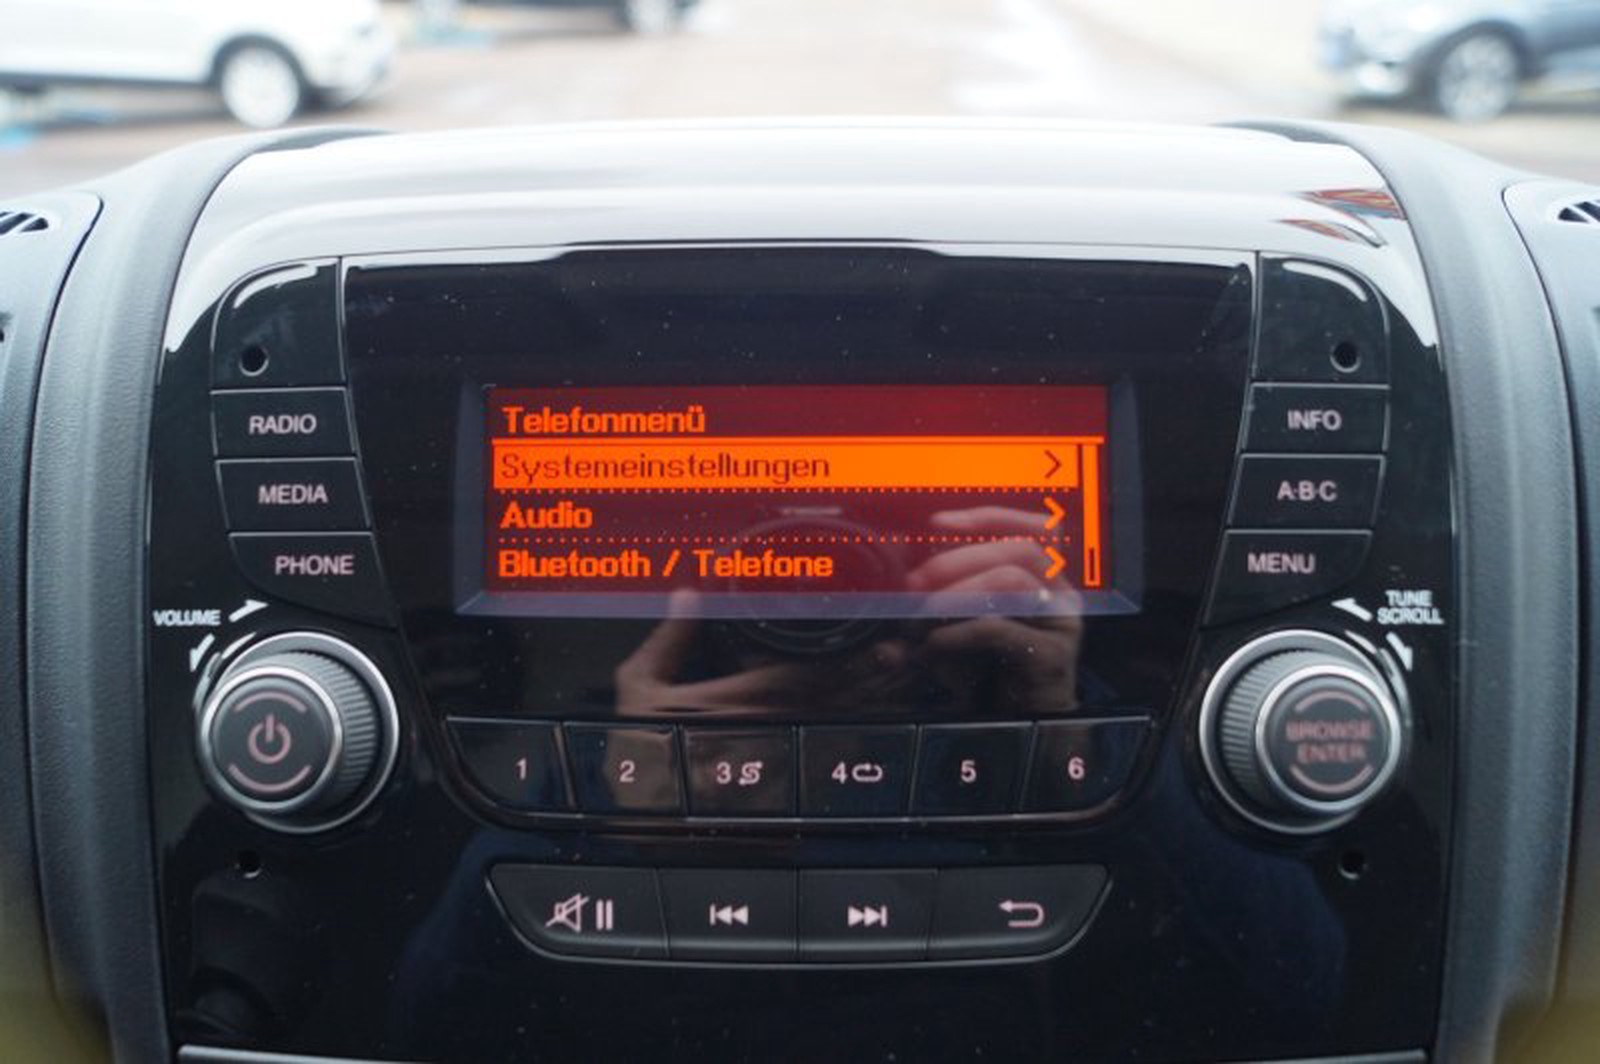 Telefonmenü
Systemeinstellungen
Audio
Bluetooth / Telefone
RADIO
MEDIA
PHONE
VOLUME
INFO
A·B·C
MENU
TUNE
SCROLL
BROWSE
ENTER
1 2 3 4 5 6